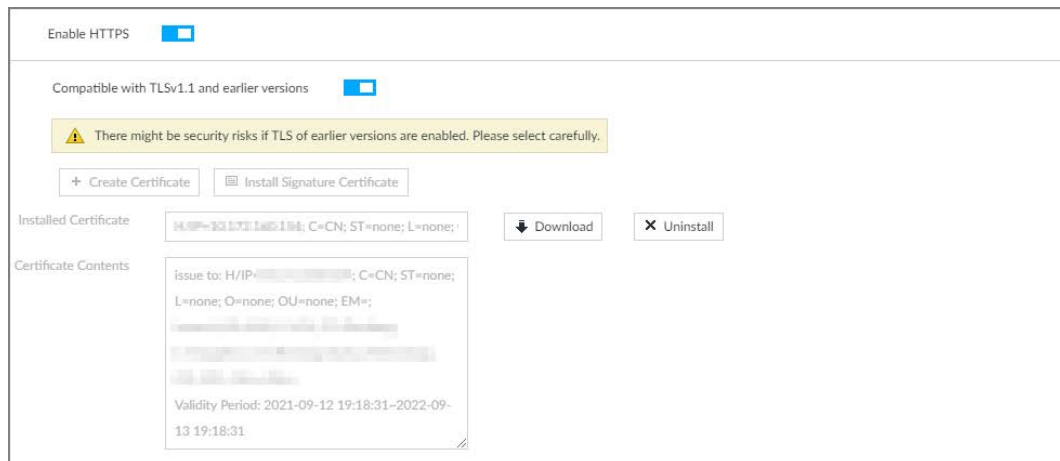 Enable HTTPS
Compatible with TLSv1.1 and earlier versions
There might be security risks if TLS of earlier versions are enabled. Please select carefully.
+ Create Certificate Install Signature Certificate
Installed Certificate ; C=CN; ST=none; L=none; Download Uninstall
Certificate Contents
issue to: H/IP= ; C=CN; ST=none;
L=none; O=none; OU=none; EM=;
Validity Period: 2021-09-12 19:18:31~2022-09-
13 19:18:31